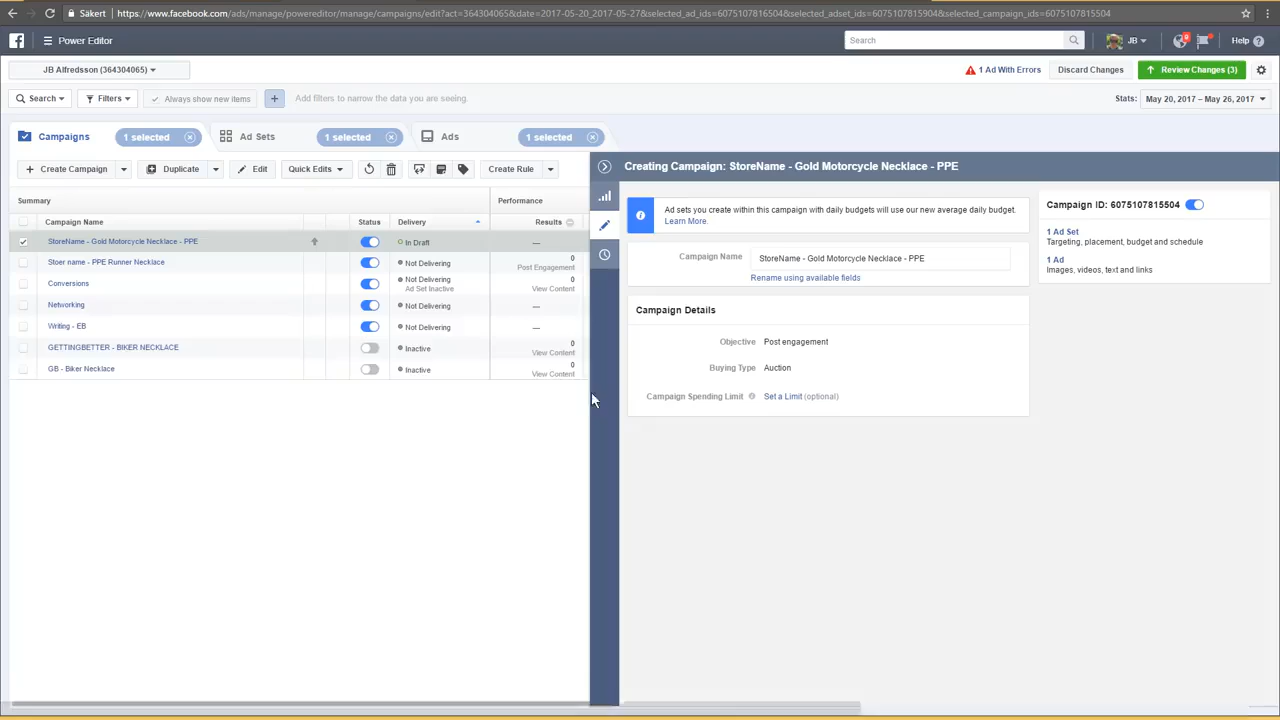 Säkert | https://www.facebook.com/ads/manage/powereditor/manage/campaigns/edit?act=364304065&date=2017-05-20_2017-05-27&selected_ad_ids=6075107816504&selected_adset_ids=6075107815904&selected_campaign_ids=6075107815504
Power Editor
Search
JB
9
Help
JB Alfredsson (364304065)
1 Ad With Errors
Discard Changes
Review Changes (3)
Search
Filters
Always show new items
Add filters to narrow the data you are seeing.
Stats:
May 20, 2017 – May 26, 2017
Campaigns
1 selected
Ad Sets
1 selected
Ads
1 selected
Create Campaign
Duplicate
Edit
Quick Edits
Create Rule
Summary
Performance
Campaign Name
Status
Delivery
Results
StoreName - Gold Motorcycle Necklace - PPE
In Draft
—
Stoer name - PPE Runner Necklace
Not Delivering
0
Post Engagement
Conversions
Not Delivering
Ad Set Inactive
0
View Content
Networking
Not Delivering
—
Writing - EB
Not Delivering
—
GETTINGBETTER - BIKER NECKLACE
Inactive
0
View Content
GB - Biker Necklace
Inactive
0
View Content
Creating Campaign: StoreName - Gold Motorcycle Necklace - PPE
Ad sets you create within this campaign with daily budgets will use our new average daily budget.
Learn More.
Campaign Name
StoreName - Gold Motorcycle Necklace - PPE
Rename using available fields
Campaign Details
Objective
Post engagement
Buying Type
Auction
Campaign Spending Limit
Set a Limit (optional)
Campaign ID: 6075107815504
1 Ad Set
Targeting, placement, budget and schedule
1 Ad
Images, videos, text and links